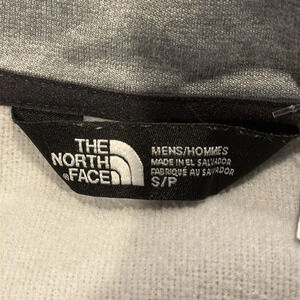 THE
NORTH
®FACE
MENS/HOMMES
MADE IN EL SALVADOR
FABRIQUÉ AU SALVADOR
S/P